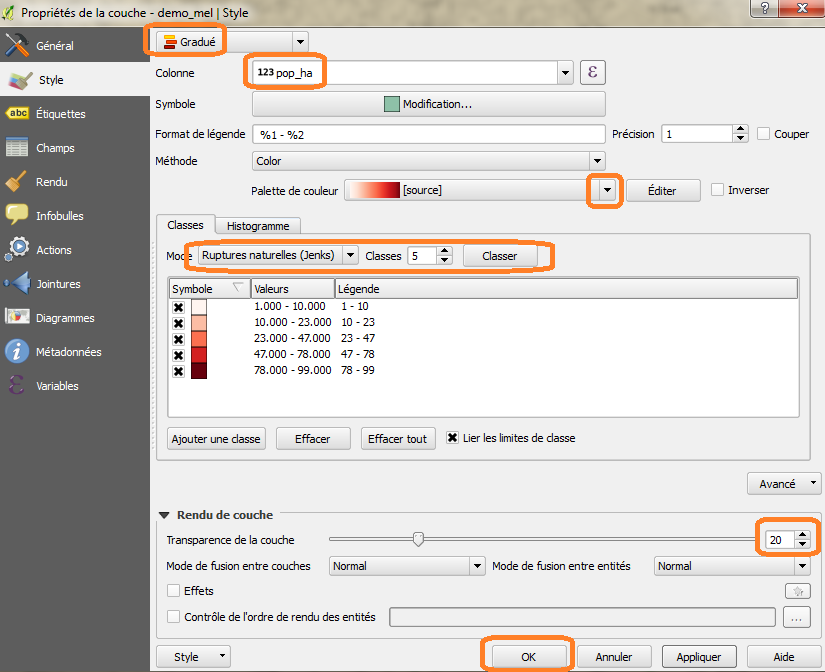 Propriétés de la couche - demo_mel | Style
?
Général
Style
abc Étiquettes
Champs
Rendu
Infobulles
Actions
Jointures
Diagrammes
i Métadonnées
ε Variables
Gradué
Colonne 123 pop_ha ε
Symbole Modification...
Format de légende %1 - %2 Précision 1 Couper
Méthode Color
Palette de couleur [source] Éditer Inverser
Classes Histogramme
Mode Ruptures naturelles (Jenks) Classes 5 Classer
Symbole Valeurs Légende
1.000 - 10.000 1 - 10
10.000 - 23.000 10 - 23
23.000 - 47.000 23 - 47
47.000 - 78.000 47 - 78
78.000 - 99.000 78 - 99
Ajouter une classe Effacer Effacer tout Lier les limites de classe
Avancé
Rendu de couche
Transparence de la couche 20
Mode de fusion entre couches Normal Mode de fusion entre entités Normal
Effets
Contrôle de l'ordre de rendu des entités ...
Style OK Annuler Appliquer Aide